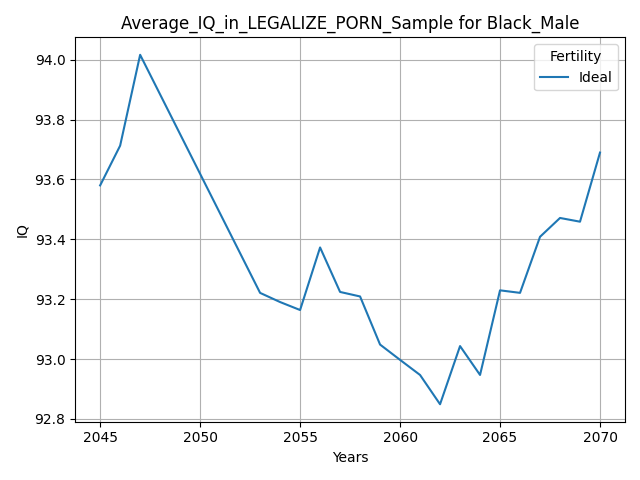 Average_IQ_in_LEGALIZE_PORN_Sample for Black_Male
Fertility
Ideal
94.0
93.8
93.6
93.4
93.2
93.0
92.8
IQ
2045 2050 2055 2060 2065 2070
Years